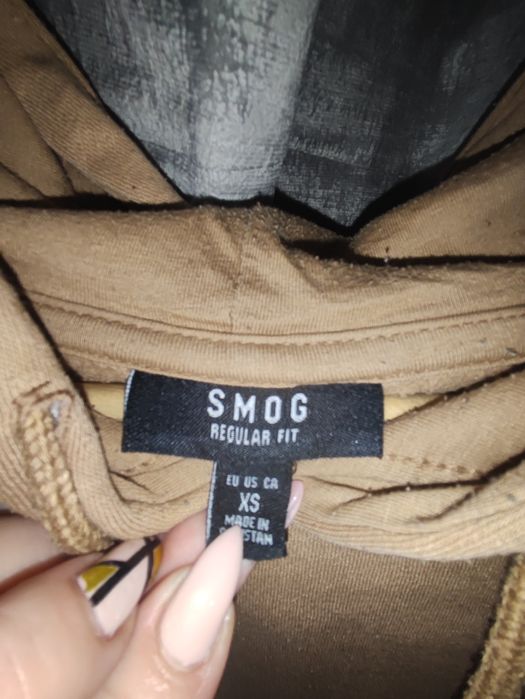 SMOG
REGULAR FIT
EU US CA
XS
MADE IN